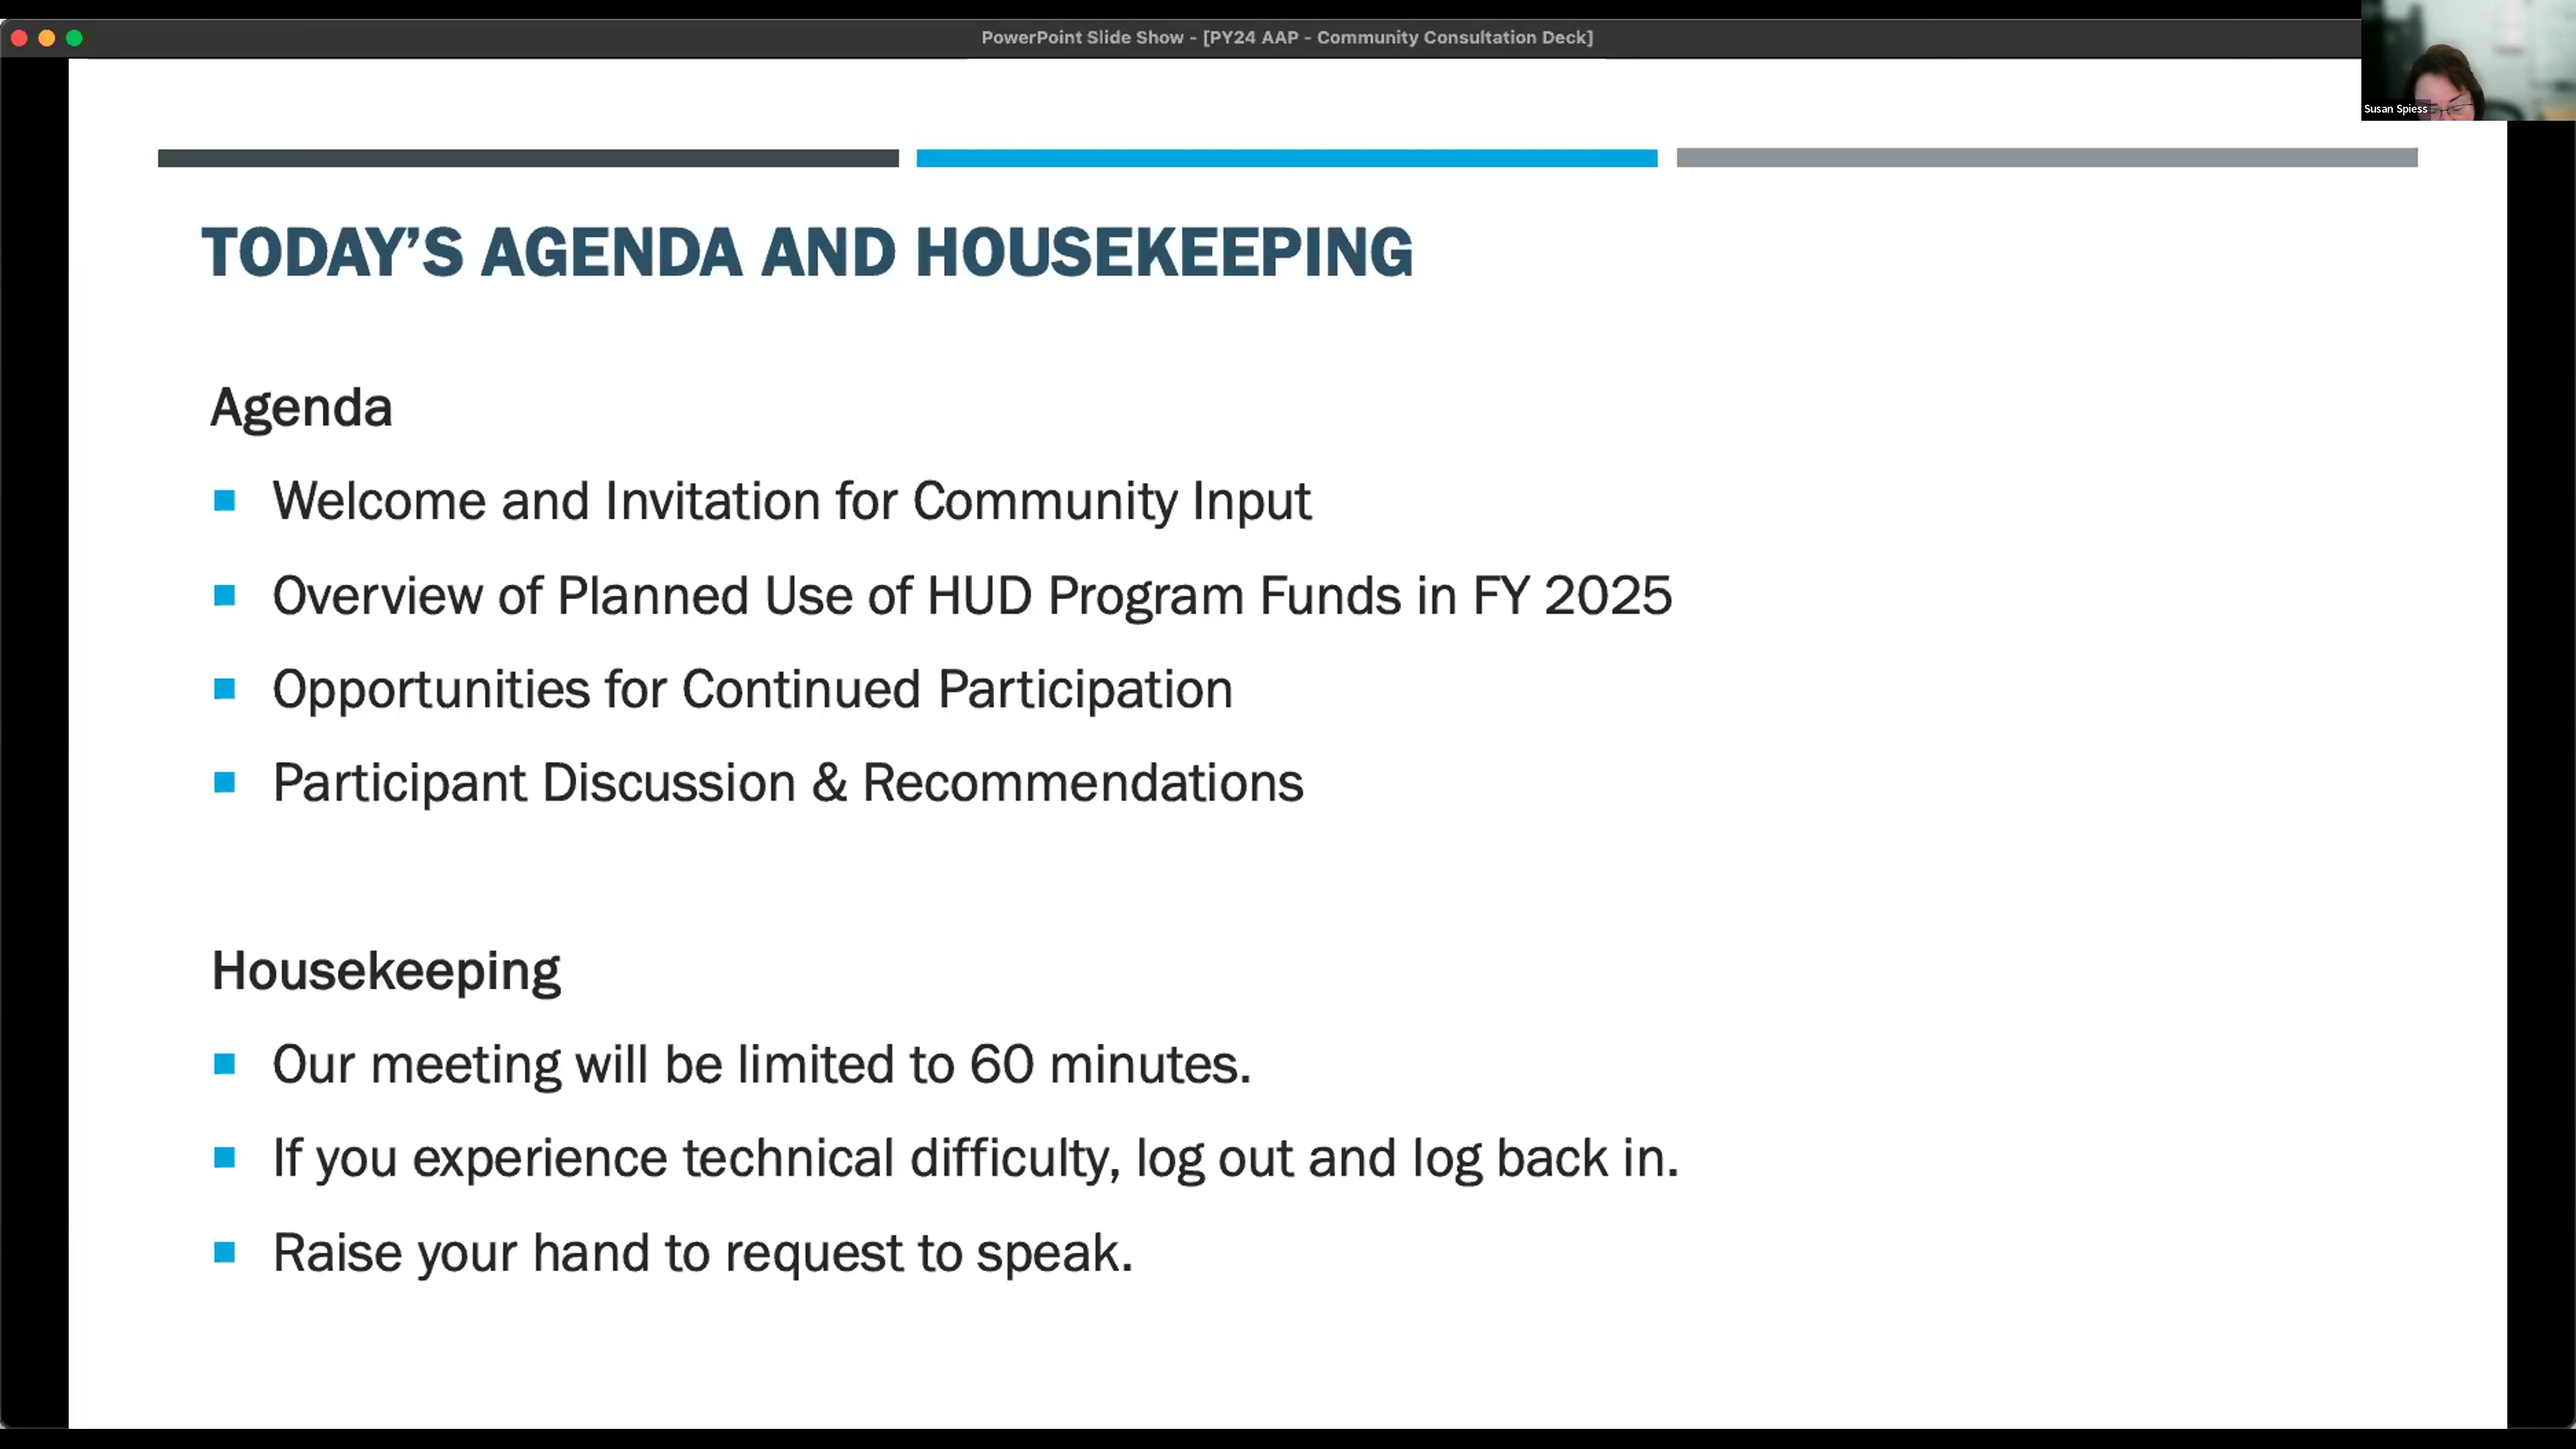 PowerPoint Slide Show - [PY24 AAP - Community Consultation Deck]
Susan Spiess
TODAY’S AGENDA AND HOUSEKEEPING
Agenda
Welcome and Invitation for Community Input
Overview of Planned Use of HUD Program Funds in FY 2025
Opportunities for Continued Participation
Participant Discussion & Recommendations
Housekeeping
Our meeting will be limited to 60 minutes.
If you experience technical difficulty, log out and log back in.
Raise your hand to request to speak.